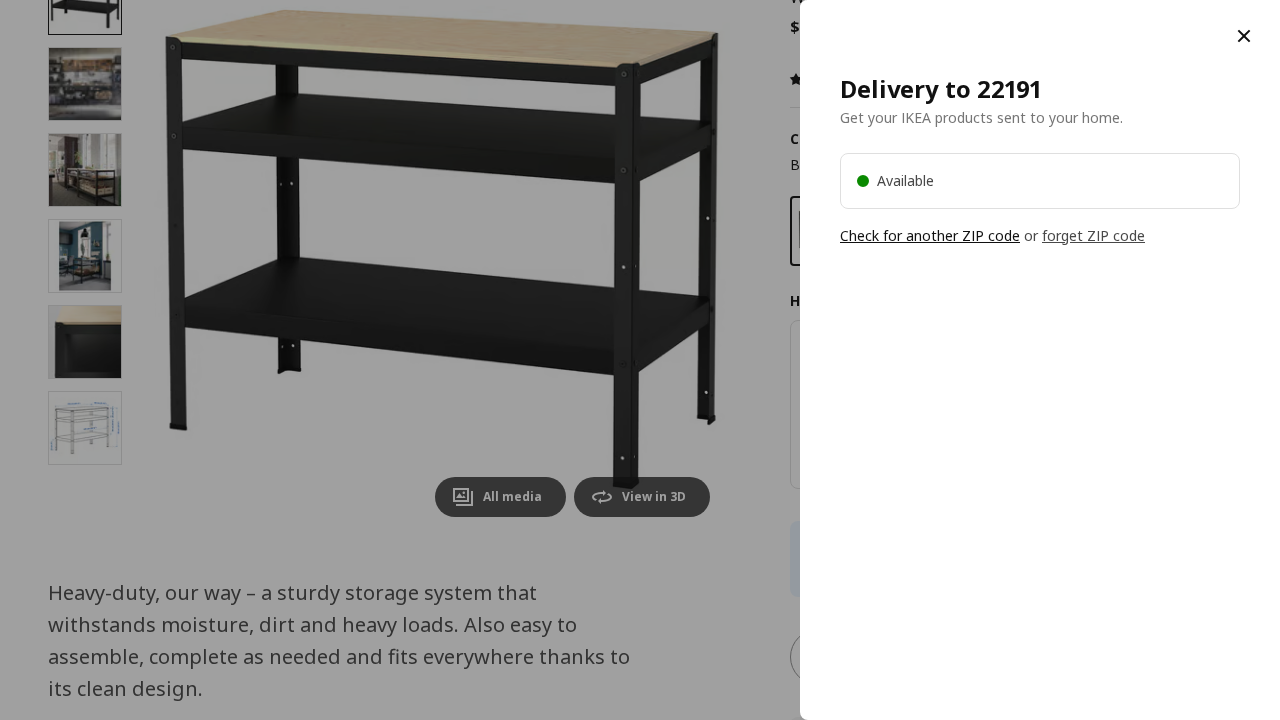 Delivery to 22191
Get your IKEA products sent to your home.
Available
Check for another ZIP code or forget ZIP code
All media
View in 3D
Heavy-duty, our way – a sturdy storage system that
withstands moisture, dirt and heavy loads. Also easy to
assemble, complete as needed and fits everywhere thanks to
its clean design.
$
C
B
H